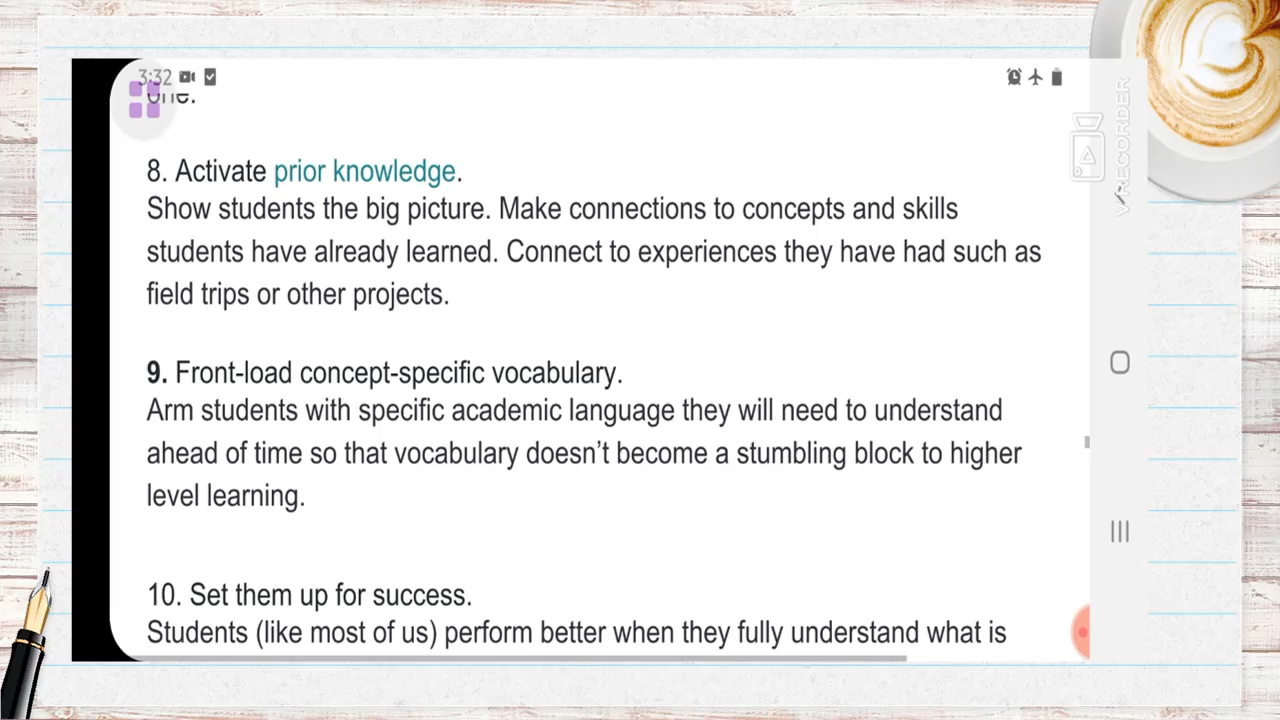 3:32
one.
8. Activate prior knowledge.
Show students the big picture. Make connections to concepts and skills
students have already learned. Connect to experiences they have had such as
field trips or other projects.
9. Front-load concept-specific vocabulary.
Arm students with specific academic language they will need to understand
ahead of time so that vocabulary doesn't become a stumbling block to higher
level learning.
10. Set them up for success.
Students (like most of us) perform better when they fully understand what is
V RECORDER